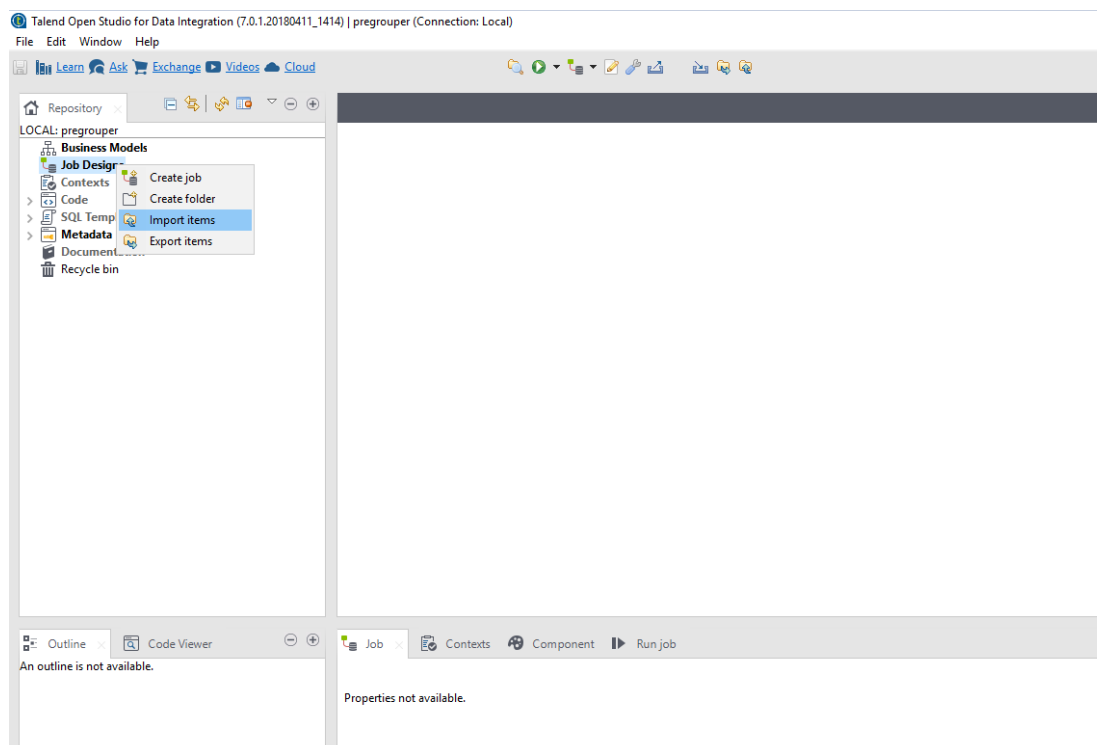 Talend Open Studio for Data Integration (7.0.1.20180411_1414) | pregrouper (Connection: Local)
File Edit Window Help
Learn Ask Exchange Videos Cloud
Repository
LOCAL: pregrouper
Business Models
Job Designs
Contexts
Code
SQL Temp
Metadata
Documentation
Recycle bin
Create job
Create folder
Import items
Export items
Outline Code Viewer
An outline is not available.
Job Contexts Component Run job
Properties not available.